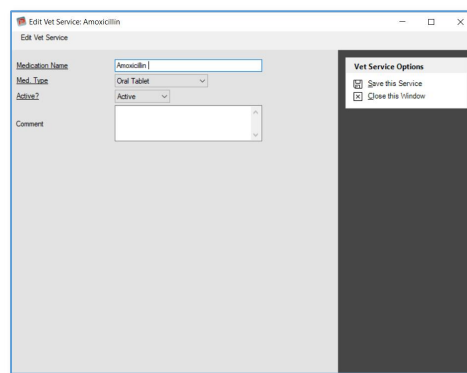 Edit Vet Service: Amoxicillin
Edit Vet Service
Medication Name Amoxicillin
Med. Type Oral Tablet
Active? Active
Comment
Vet Service Options
Save this Service
Close this Window